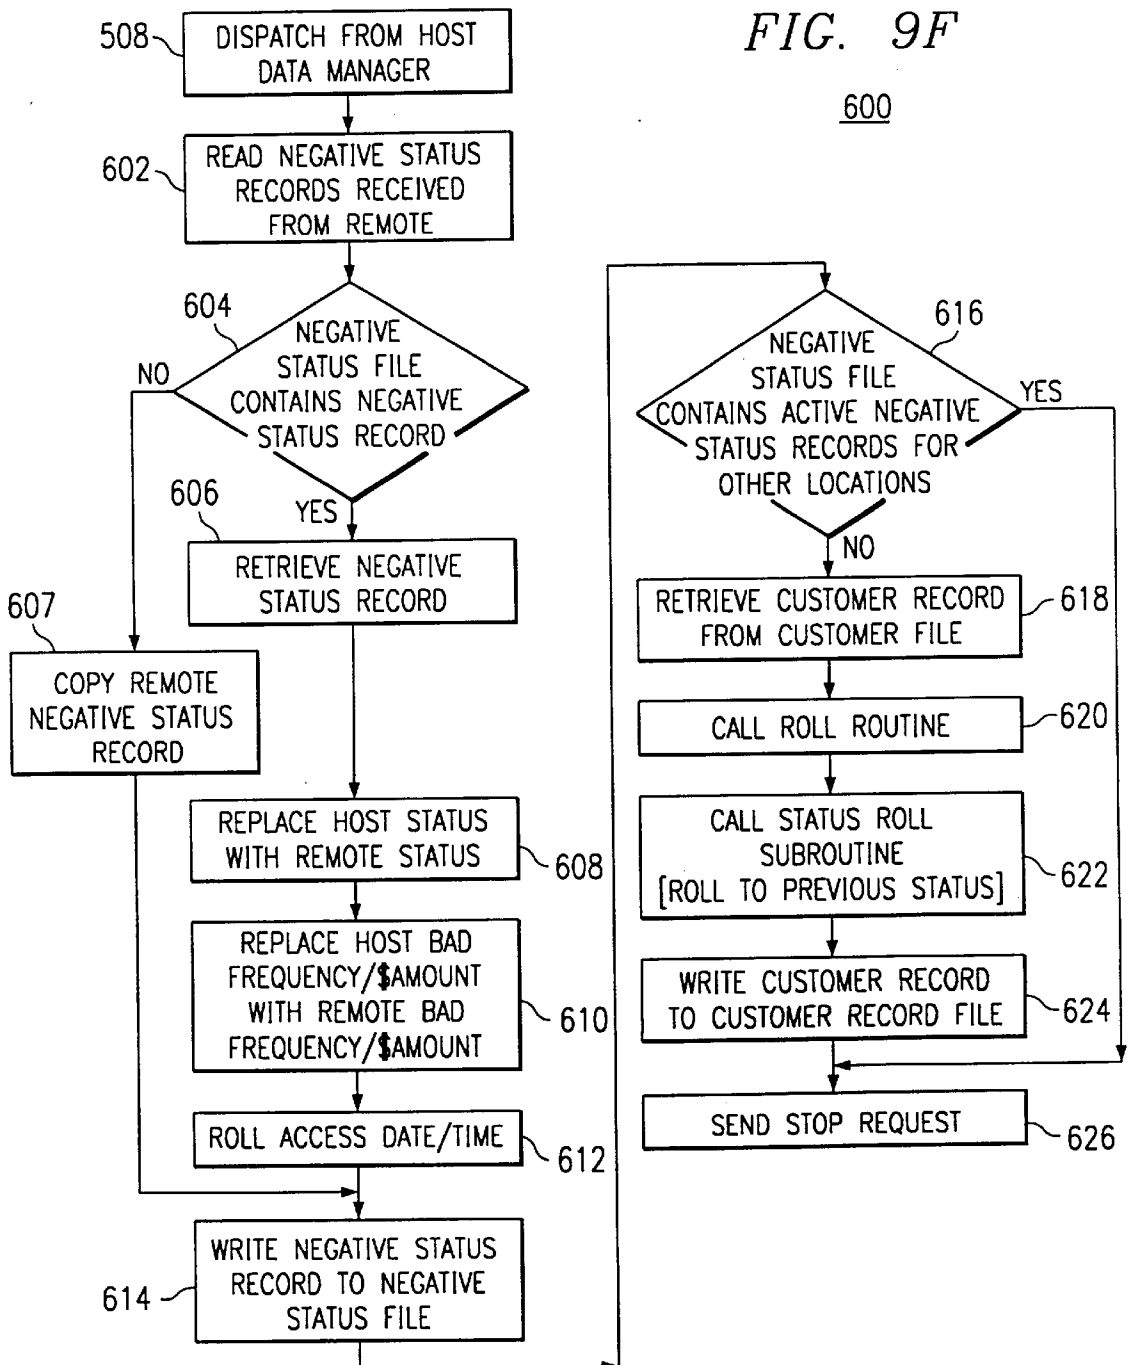 FIG. 9F
600
508
DISPATCH FROM HOST
DATA MANAGER
602
READ NEGATIVE STATUS
RECORDS RECEIVED
FROM REMOTE
604
NEGATIVE
STATUS FILE
CONTAINS NEGATIVE
STATUS RECORD
NO
YES
606
RETRIEVE NEGATIVE
STATUS RECORD
607
COPY REMOTE
NEGATIVE STATUS
RECORD
REPLACE HOST STATUS
WITH REMOTE STATUS
608
REPLACE HOST BAD
FREQUENCY/$AMOUNT
WITH REMOTE BAD
FREQUENCY/$AMOUNT
610
ROLL ACCESS DATE/TIME
612
WRITE NEGATIVE STATUS
RECORD TO NEGATIVE
STATUS FILE
614
616
NEGATIVE
STATUS FILE
CONTAINS ACTIVE NEGATIVE
STATUS RECORDS FOR
OTHER LOCATIONS
YES
NO
RETRIEVE CUSTOMER RECORD
FROM CUSTOMER FILE
618
CALL ROLL ROUTINE
620
CALL STATUS ROLL
SUBROUTINE
[ROLL TO PREVIOUS STATUS]
622
WRITE CUSTOMER RECORD
TO CUSTOMER RECORD FILE
624
SEND STOP REQUEST
626